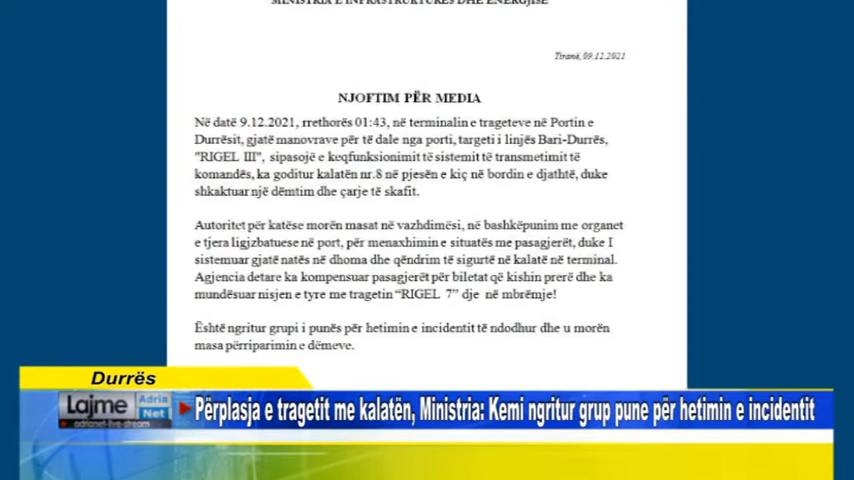 MINISTRIA E INFRASTRUKTURËS DHE ENERGJISË
Tiranë, 09.12.2021
NJOFTIM PËR MEDIA
Në datë 9.12.2021, rrethorës 01:43, në terminalin e trageteve në Portin e
Durrësit, gjatë manovrave për të dale nga porti, targeti i linjës Bari-Durrës,
"RIGEL III", sipasojë e keqfunksionimit të sistemit të transmetimit të
komandës, ka goditur kalatën nr.8 në pjesën e kiç në bordin e djathtë, duke
shkaktuar një dëmtim dhe çarje të skafit.
Autoritet për katëse morën masat në vazhdimësi, në bashkëpunim me organet
e tjera ligjzbatuese në port, për menaxhimin e situatës me pasagjerët, duke I
sistemuar gjatë natës në dhoma dhe qëndrim të sigurtë në kalatë në terminal.
Agjencia detare ka kompensuar pasagjerët për biletat që kishin prerë dhe ka
mundësuar nisjen e tyre me tragetin “RIGEL 7” dje në mbrëmje!
Është ngritur grupi i punës për hetimin e incidentit të ndodhur dhe u morën
masa përriparimin e dëmeve.
Durrës
Lajme Adria Net
adrianet-live-stream
Përplasja e tragetit me kalatën, Ministria: Kemi ngritur grup pune për hetimin e incidentit